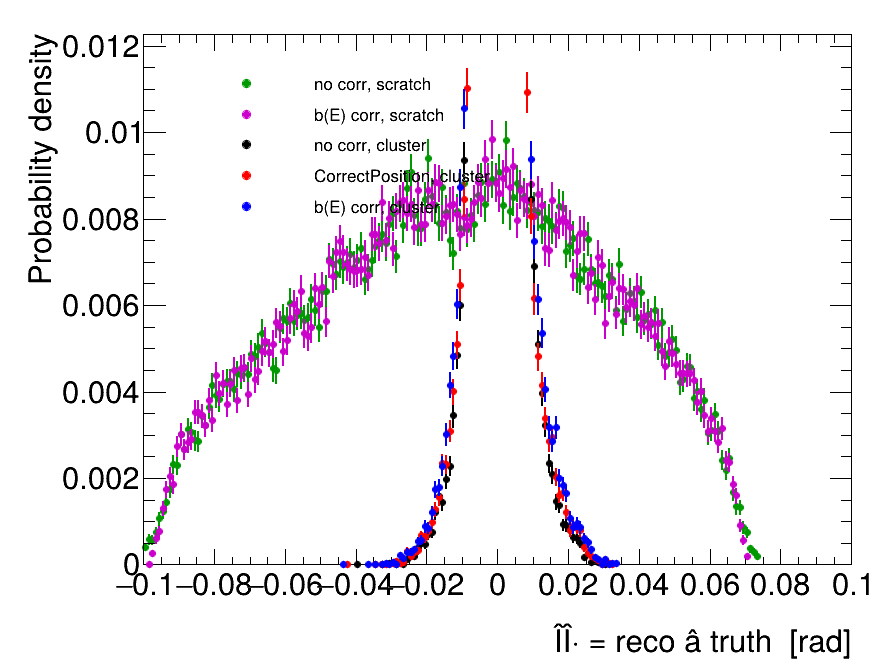 Probability density
0.012
0.01
0.008
0.006
0.004
0.002
0
no corr, scratch
b(E) corr, scratch
no corr, cluster
CorrectPosition, cluster
b(E) corr, cluster
−0.1 −0.08 −0.06 −0.04 −0.02 0 0.02 0.04 0.06 0.08 0.1
ÎÎ· = reco â truth [rad]